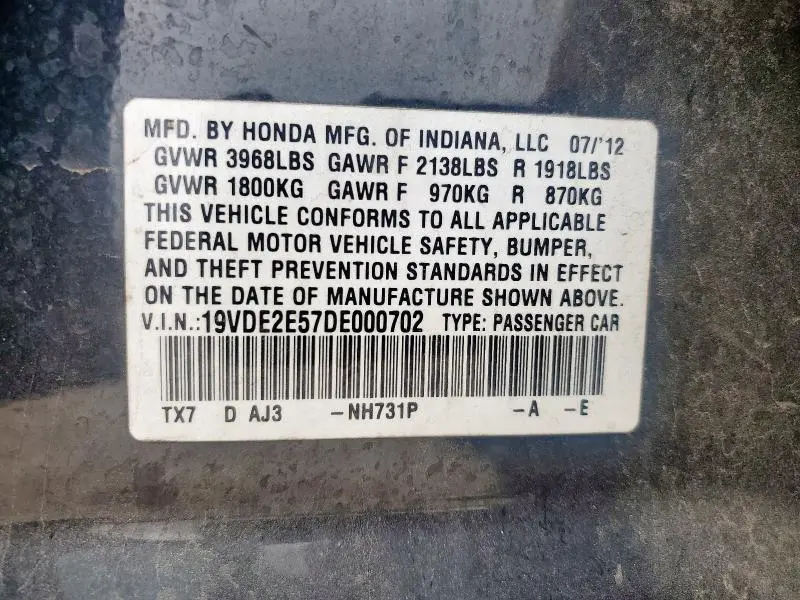 MFD. BY HONDA MFG. OF INDIANA, LLC 07/'12
GVWR 3968LBS GAWR F 2138LBS R 1918LBS
GVWR 1800KG GAWR F 970KG R 870KG
THIS VEHICLE CONFORMS TO ALL APPLICABLE
FEDERAL MOTOR VEHICLE SAFETY, BUMPER,
AND THEFT PREVENTION STANDARDS IN EFFECT
ON THE DATE OF MANUFACTURE SHOWN ABOVE.
V.I.N.:19VDE2E57DE000702 TYPE: PASSENGER CAR
TX7 D AJ3 -NH731P -A -E